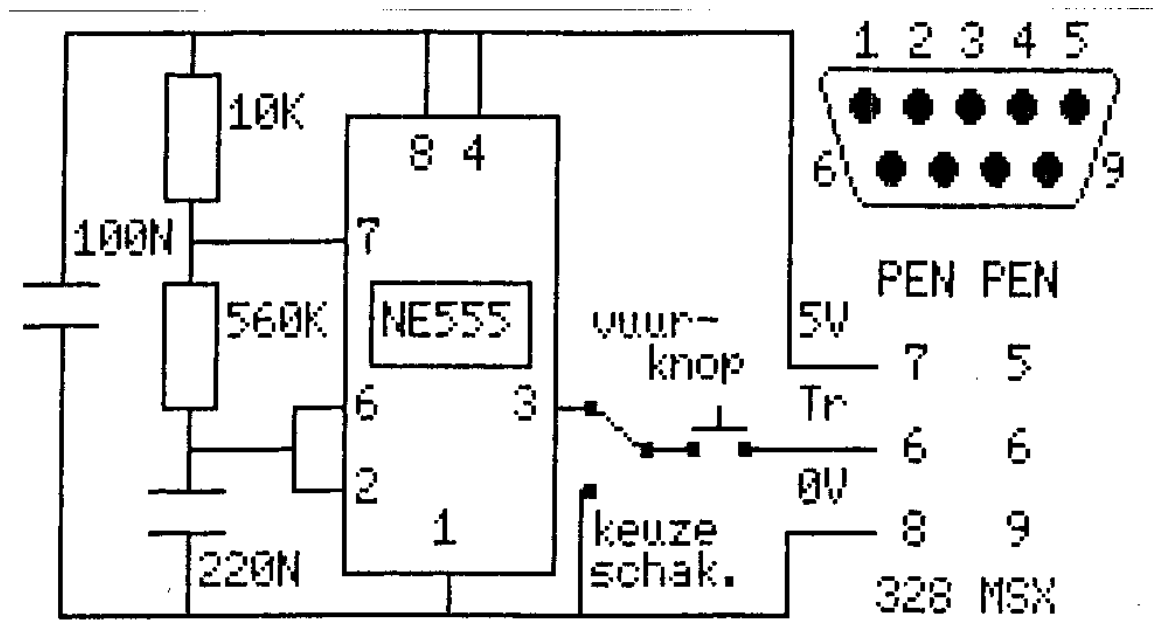 1 2 3 4 5
6 9
10K
8 4
100N
7
PEN PEN
560K
NE555
vuur-
knop
5V
7 5
6
3
Tr
6 6
2
0V
1
keuze
schak.
8 9
220N
328 MSX